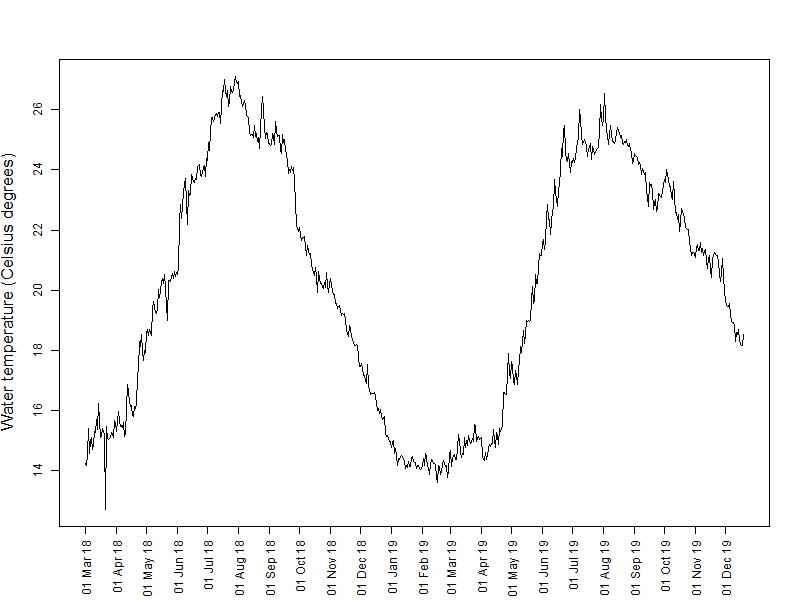 Water temperature (Celsius degrees)
26
24
22
20
18
16
14
01 Mar 18
01 Apr 18
01 May 18
01 Jun 18
01 Jul 18
01 Aug 18
01 Sep 18
01 Oct 18
01 Nov 18
01 Dec 18
01 Jan 19
01 Feb 19
01 Mar 19
01 Apr 19
01 May 19
01 Jun 19
01 Jul 19
01 Aug 19
01 Sep 19
01 Oct 19
01 Nov 19
01 Dec 19